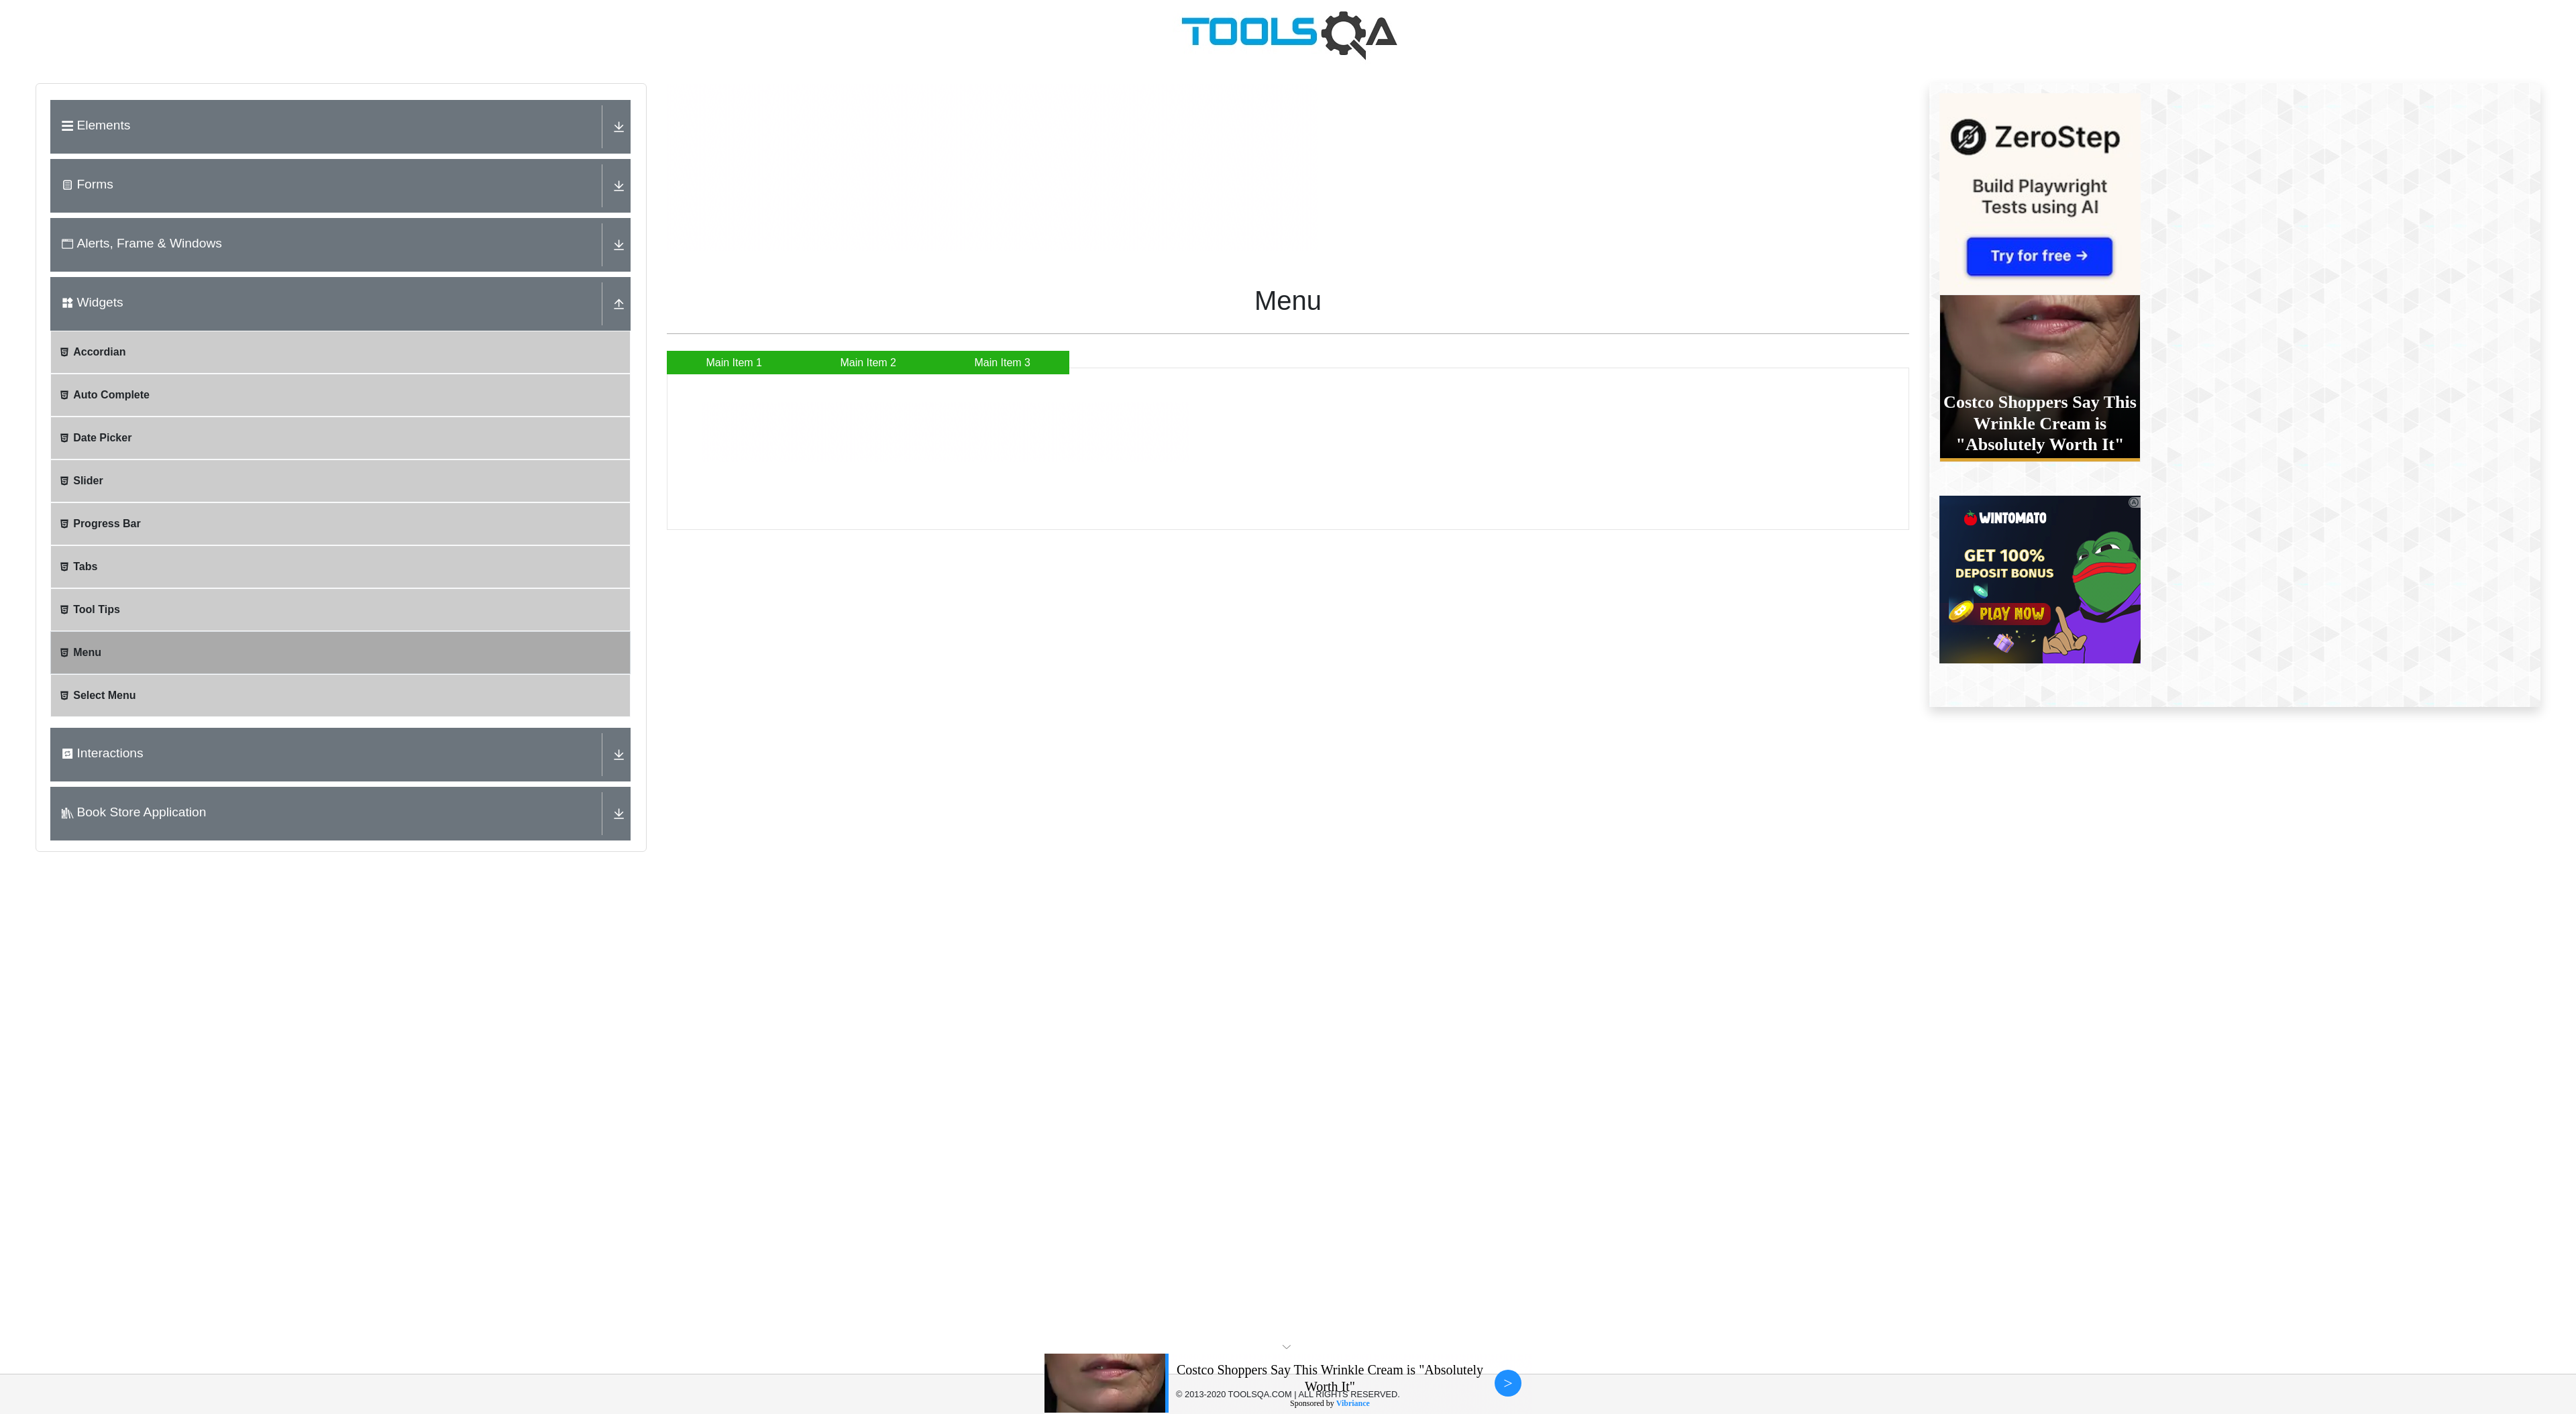 TOOLSQA
Elements
Forms
Alerts, Frame & Windows
Widgets
Accordian
Auto Complete
Date Picker
Slider
Progress Bar
Tabs
Tool Tips
Menu
Select Menu
Interactions
Book Store Application
Menu
Main Item 1 Main Item 2 Main Item 3
ZeroStep
Build Playwright
Tests using AI
Try for free →
Costco Shoppers Say This
Wrinkle Cream is
"Absolutely Worth It"
WINTOMATO
GET 100%
DEPOSIT BONUS
PLAY NOW
Costco Shoppers Say This Wrinkle Cream is "Absolutely
Worth It"
>
© 2013-2020 TOOLSQA.COM | ALL RIGHTS RESERVED.
Sponsored by Vibriance